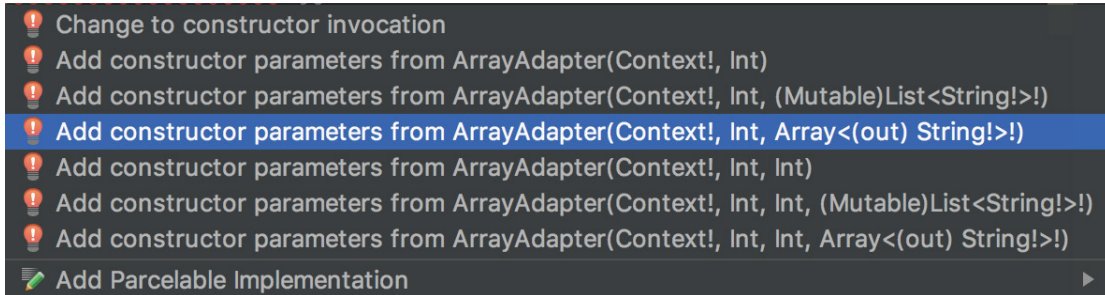 Change to constructor invocation
Add constructor parameters from ArrayAdapter(Context!, Int)
Add constructor parameters from ArrayAdapter(Context!, Int, (Mutable)List<String!>!)
Add constructor parameters from ArrayAdapter(Context!, Int, Array<(out) String!>!)
Add constructor parameters from ArrayAdapter(Context!, Int, Int)
Add constructor parameters from ArrayAdapter(Context!, Int, Int, (Mutable)List<String!>!)
Add constructor parameters from ArrayAdapter(Context!, Int, Int, Array<(out) String!>!)
Add Parcelable Implementation